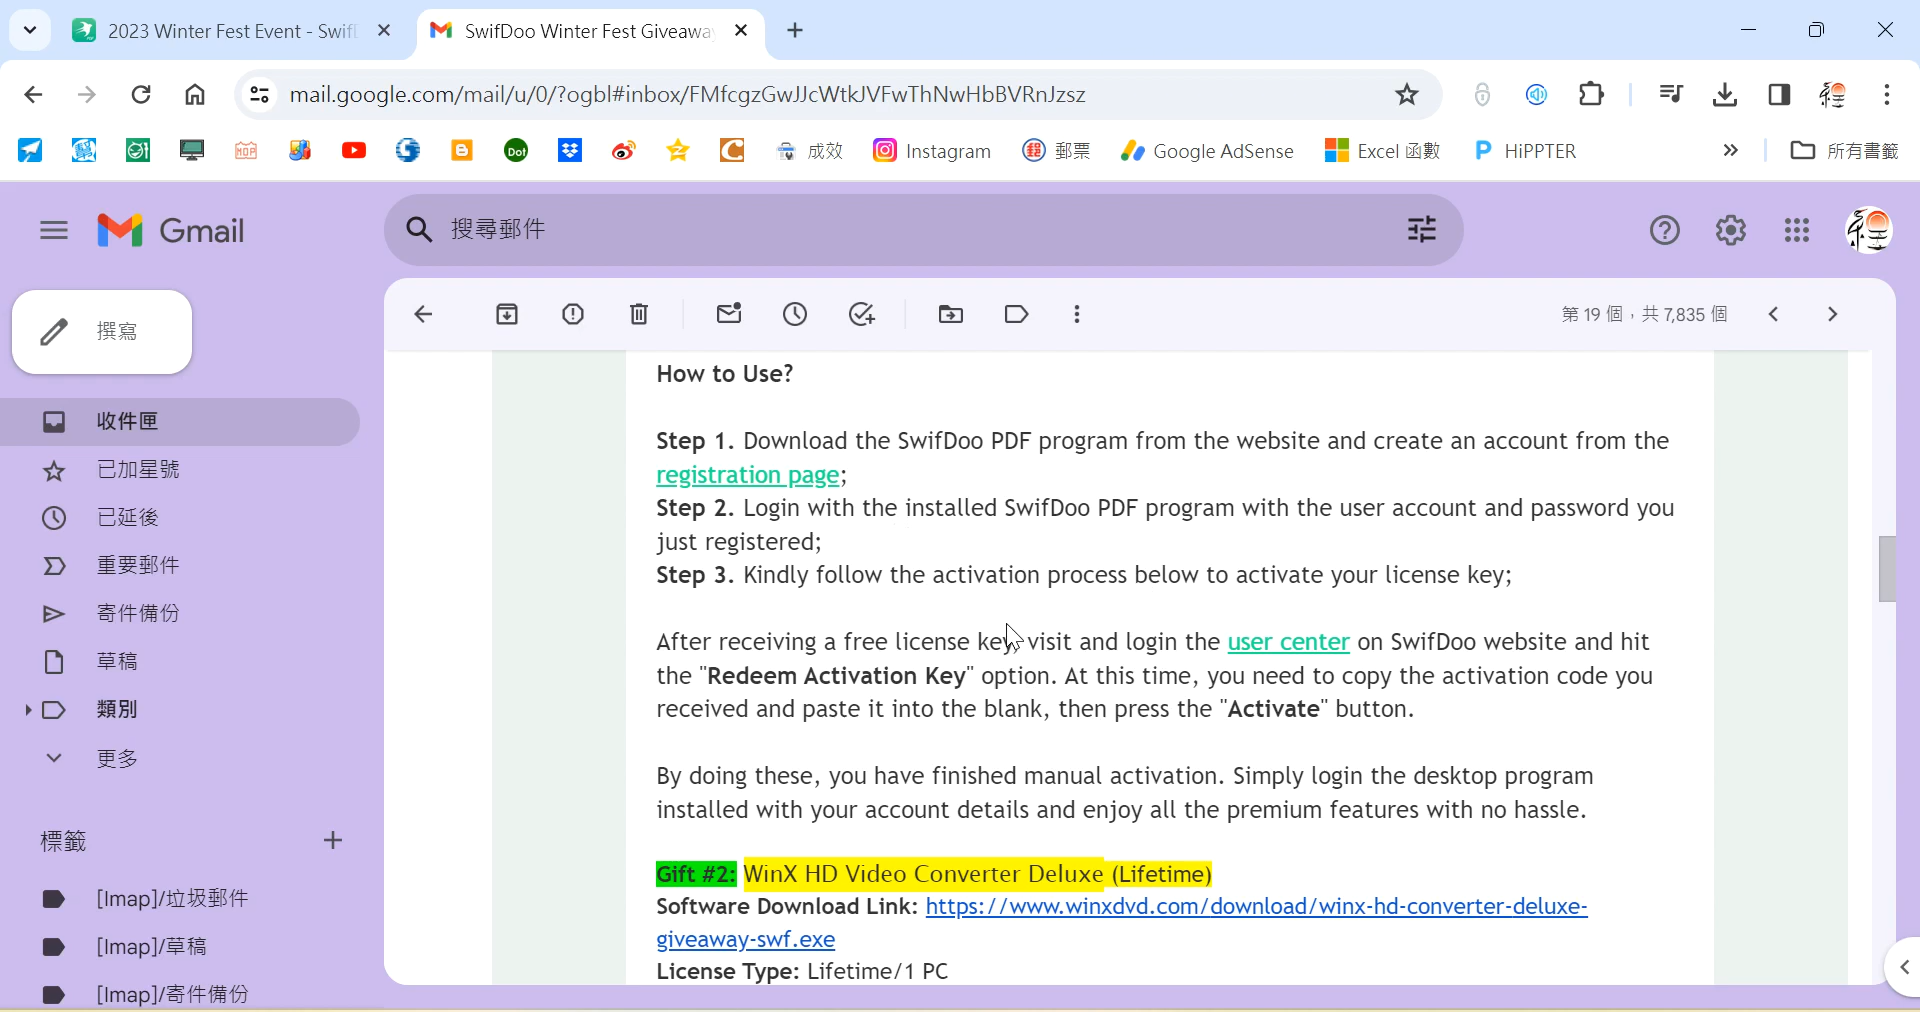 2023 Winter Fest Event - Swif
SwifDoo Winter Fest Giveawa
mail.google.com/mail/u/0/?ogbl#inbox/FMfcgzGwJJcWtkJVFwThNwHbBVRnJzsz
HOP
Dot
成效
Instagram
郵票
Google AdSense
Excel 函數
HiPPTER
所有書籤
Gmail
搜尋郵件
撰寫
第 19 個，共 7,835 個
收件匣
已加星號
已延後
重要郵件
寄件備份
草稿
類別
更多
標籤
[Imap]/垃圾郵件
[Imap]/草稿
[Imap]/寄件備份
How to Use?
Step 1. Download the SwifDoo PDF program from the website and create an account from the
registration page;
Step 2. Login with the installed SwifDoo PDF program with the user account and password you
just registered;
Step 3. Kindly follow the activation process below to activate your license key;
After receiving a free license key, visit and login the user center on SwifDoo website and hit
the "Redeem Activation Key" option. At this time, you need to copy the activation code you
received and paste it into the blank, then press the "Activate" button.
By doing these, you have finished manual activation. Simply login the desktop program
installed with your account details and enjoy all the premium features with no hassle.
Gift #2: WinX HD Video Converter Deluxe (Lifetime)
Software Download Link: https://www.winxdvd.com/download/winx-hd-converter-deluxe-
giveaway-swf.exe
License Type: Lifetime/1 PC